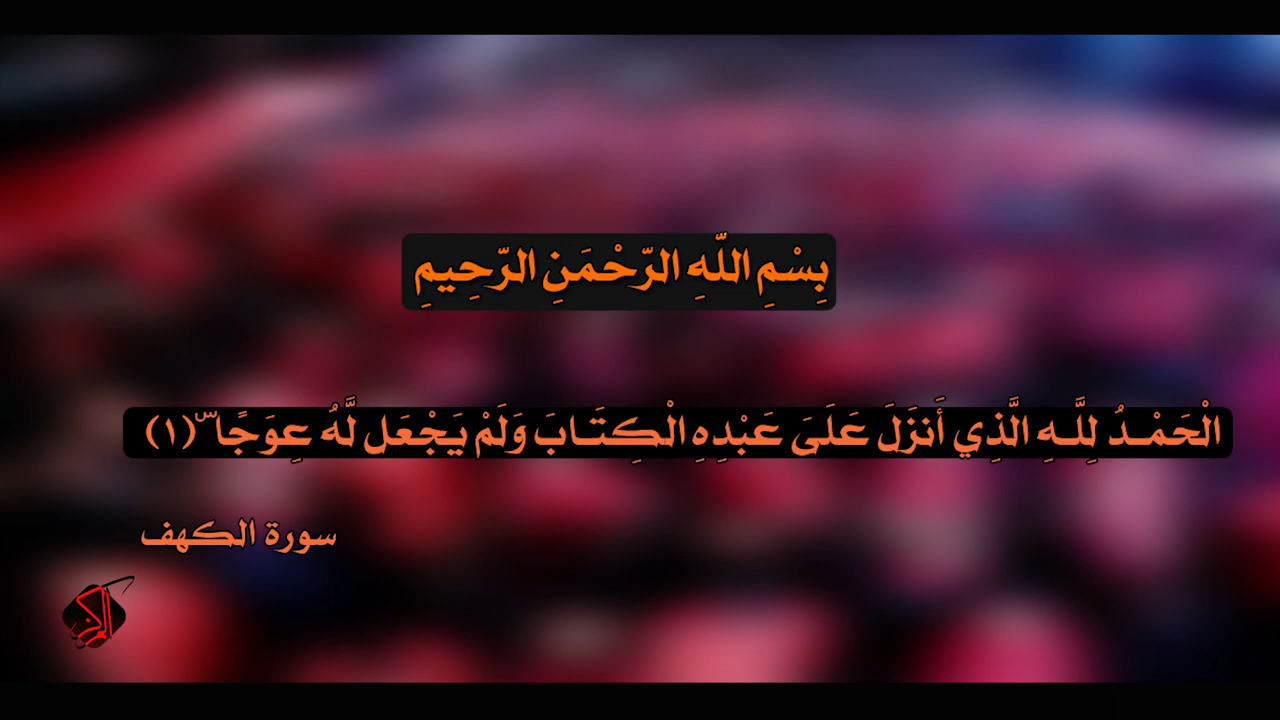 بِسْمِ اللَّهِ الرَّحْمَنِ الرَّحِيمِ
الْحَمْدُ لِلَّهِ الَّذِي أَنزَلَ عَلَىَ عَبْدِهِ الْكِتَابَ وَلَمْ يَجْعَل لَّهُ عِوَجًا ۜ (١)
سورة الكهف